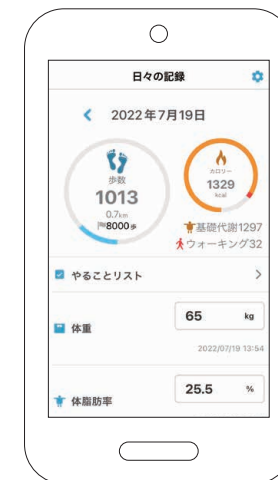 日々の記録
2022年7月19日
歩数
1013
0.7km
8000歩
カロリー
1329
kcal
基礎代謝1297
ウォーキング32
やることリスト
体重
65 kg
2022/07/19 13:54
体脂肪率
25.5 %